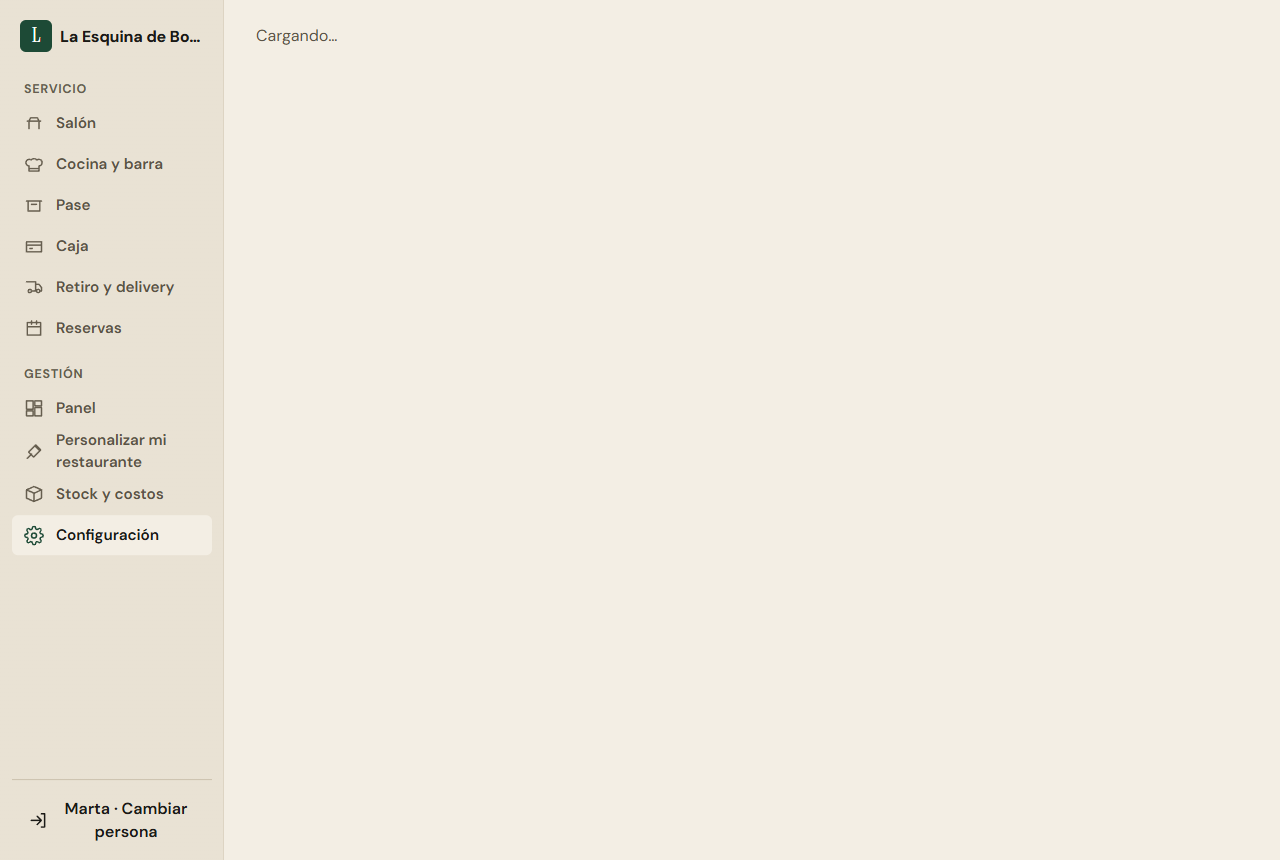 L La Esquina de Bo...
SERVICIO
Salón
Cocina y barra
Pase
Caja
Retiro y delivery
Reservas
GESTIÓN
Panel
Personalizar mi
restaurante
Stock y costos
Configuración
Marta · Cambiar
persona
Cargando...